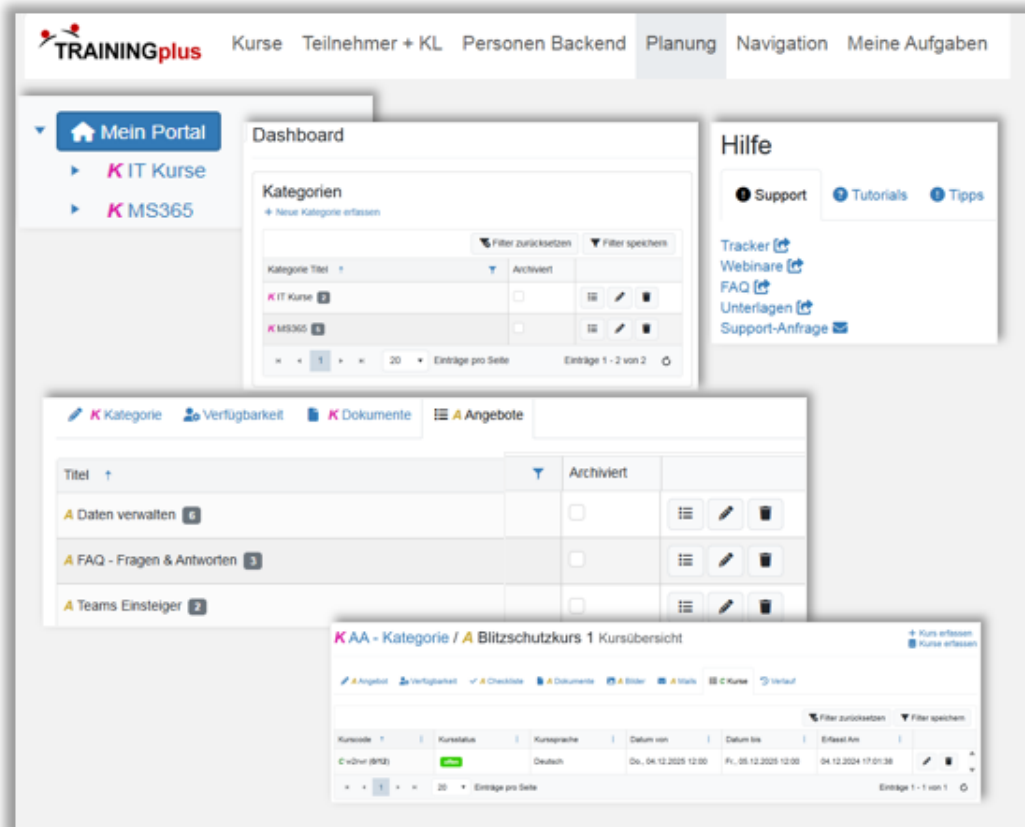 TRAININGplus Kurse Teilnehmer + KL Personen Backend Planung Navigation Meine Aufgaben
Mein Portal
K IT Kurse
K MS365
Dashboard
Kategorien
+ Neue Kategorie erfassen
Filter zurücksetzen Filter speichern
Kategorie Titel ↑ Archiviert
K IT Kurse 2
K MS365 5
1 20 Einträge pro Seite Einträge 1 - 2 von 2
Hilfe
Support Tutorials Tipps
Tracker
Webinare
FAQ
Unterlagen
Support-Anfrage
K Kategorie Verfügbarkeit K Dokumente A Angebote
Titel ↑ Archiviert
A Daten verwalten 6
A FAQ - Fragen & Antworten 3
A Teams Einsteiger 2
K AA - Kategorie / A Blitzschutzkurs 1 Kursübersicht
+ Kurs erfassen
Kurse erfassen
A Angebot Verfügbarkeit A Checkliste A Dokumente A Bilder A Mails C Kurse Verlauf
Filter zurücksetzen Filter speichern
Kurscode ↑ Kursstatus Kurssprache Datum von Datum bis Erfasst Am
C offen Deutsch Do., 04.12.2025 12:00 Fr., 05.12.2025 12:00 04.12.2024 17:01:38
1 20 Einträge pro Seite Einträge 1 - 1 von 1